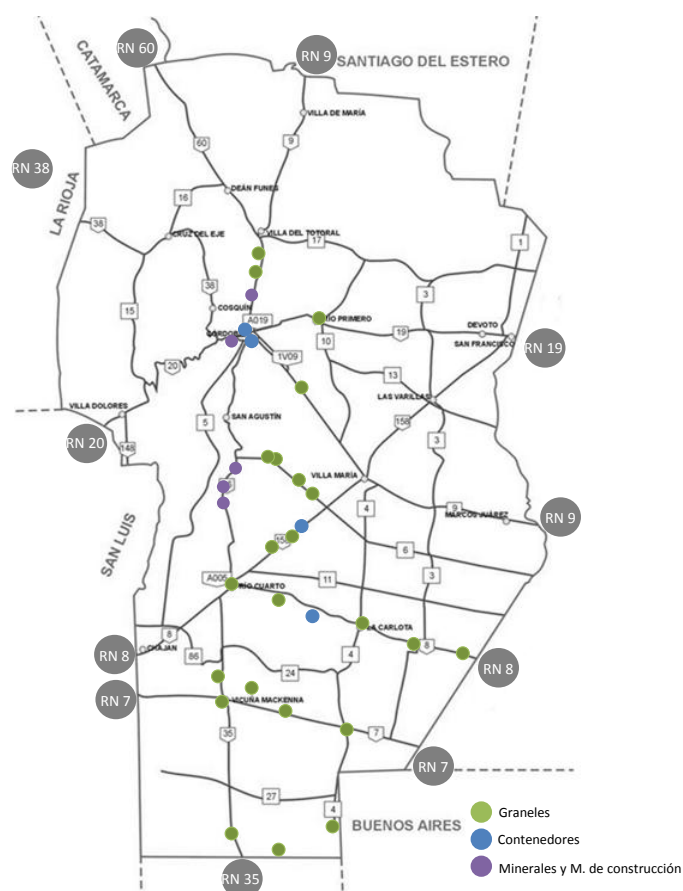 RN 60
RN 9
SANTIAGO DEL ESTERO
CATAMARCA
VILLA DE MARÍA
60
9
RN 38
LA RIOJA
DEÁN FUNES
16
38
CRUZ DEL EJE
VILLA DEL TOTORAL
17
1
38
3
COSQUÍN
15
A019
RÍO PRIMERO
DEVOTO
19
SAN FRANCISCO
RN 19
10
1V09
20
13
LAS VARILLAS
VILLA DOLORES
SAN AGUSTÍN
5
158
3
RN 20
148
VILLA MARÍA
4
9
MARCOS JUÁREZ
RN 9
SAN LUIS
158
6
A005
RÍO CUARTO
11
3
8
LA CARLOTA
CHAJAN
86
4
8
RN 8
RN 8
24
RN 7
VICUÑA MACKENNA
35
7
RN 7
27
4
BUENOS AIRES
RN 35
Graneles
Contenedores
Minerales y M. de construcción